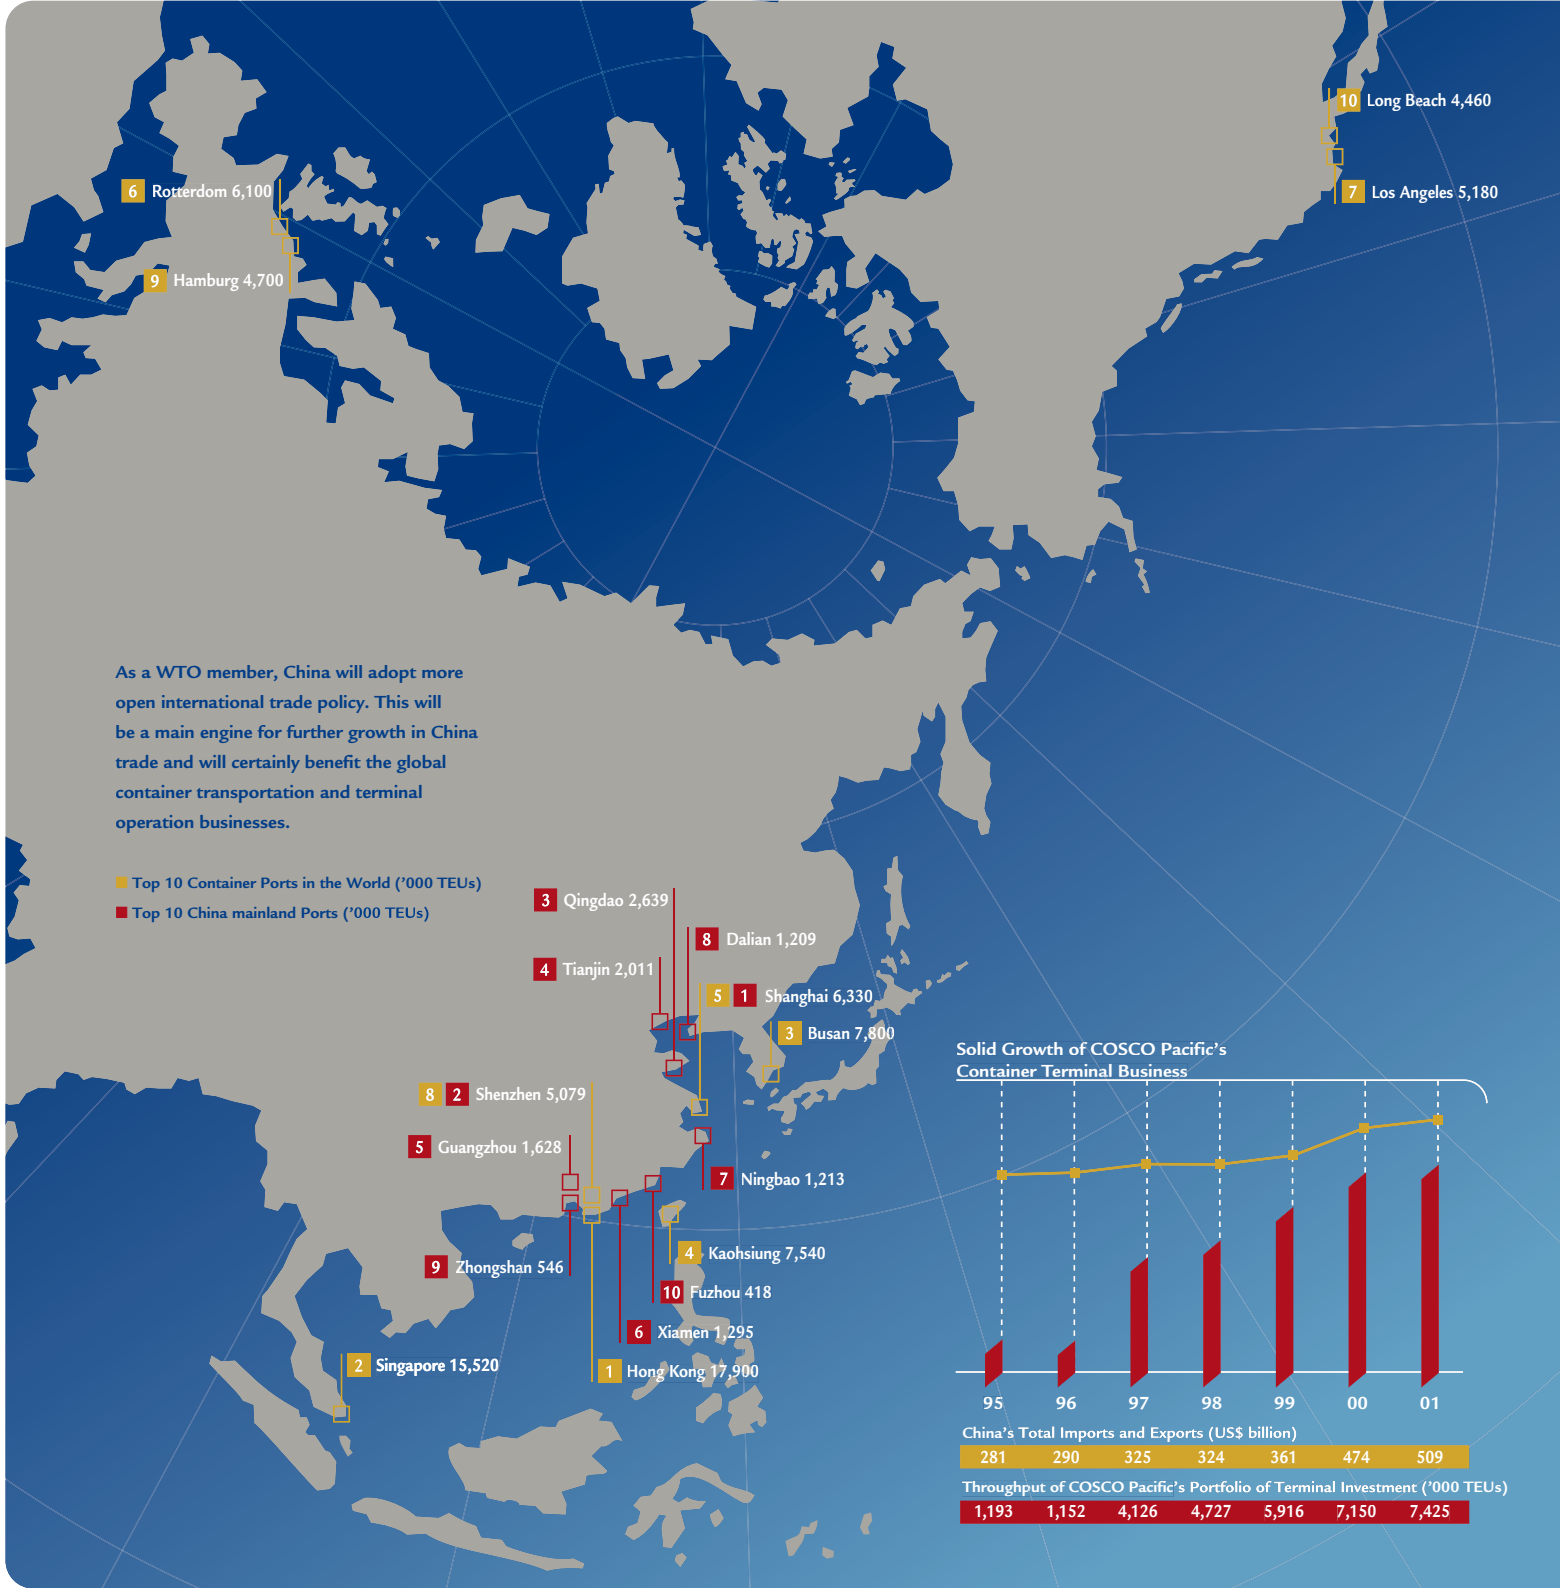 10 Long Beach 4,460
6 Rotterdom 6,100
7 Los Angeles 5,180
9 Hamburg 4,700
As a WTO member, China will adopt more
open international trade policy. This will
be a main engine for further growth in China
trade and will certainly benefit the global
container transportation and terminal
operation businesses.
Top 10 Container Ports in the World ('000 TEUs)
Top 10 China mainland Ports ('000 TEUs)
3 Qingdao 2,639
8 Dalian 1,209
4 Tianjin 2,011
5 1 Shanghai 6,330
3 Busan 7,800
8 2 Shenzhen 5,079
5 Guangzhou 1,628
7 Ningbao 1,213
4 Kaohsiung 7,540
9 Zhongshan 546
10 Fuzhou 418
6 Xiamen 1,295
2 Singapore 15,520
1 Hong Kong 17,900
Solid Growth of COSCO Pacific's
Container Terminal Business
95 96 97 98 99 00 01
China's Total Imports and Exports (US$ billion)
281 290 325 324 361 474 509
Throughput of COSCO Pacific's Portfolio of Terminal Investment ('000 TEUs)
1,193 1,152 4,126 4,727 5,916 7,150 7,425